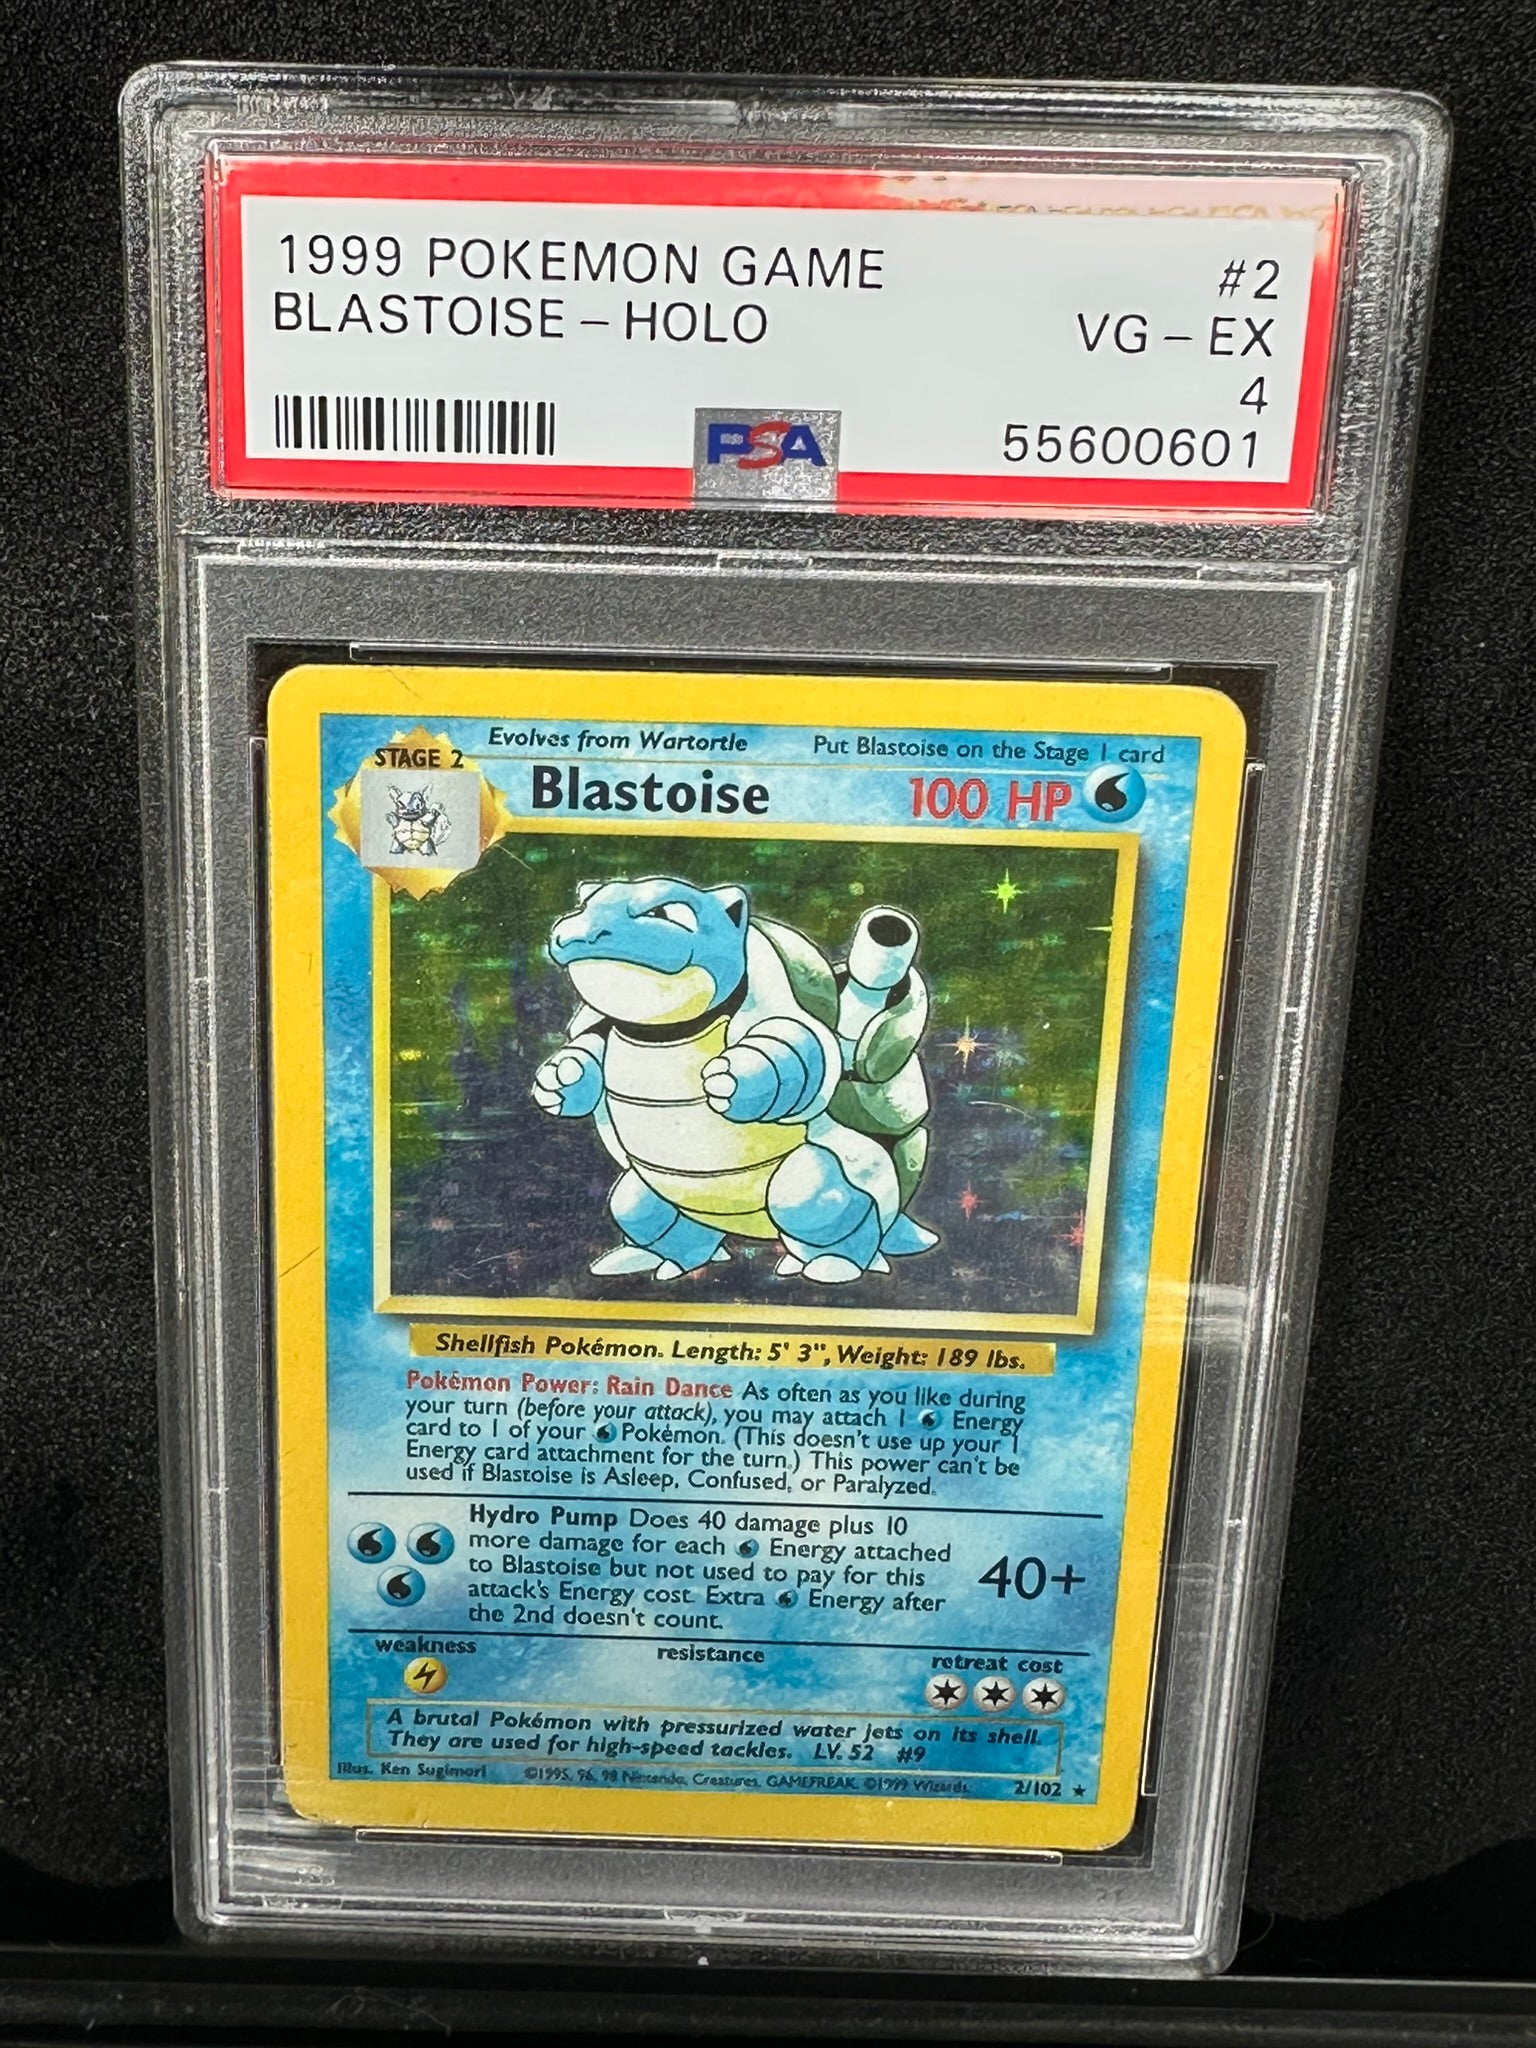 1999 POKEMON GAME #2
BLASTOISE - HOLO VG - EX
4
PSA 55600601
STAGE 2 Evolves from Wartortle Put Blastoise on the Stage 1 card
Blastoise 100 HP
Shellfish Pokémon. Length: 5' 3", Weight: 189 lbs.
Pokémon Power: Rain Dance As often as you like during
your turn (before your attack), you may attach 1 Energy
card to 1 of your Pokémon. (This doesn't use up your 1
Energy card attachment for the turn.) This power can't be
used if Blastoise is Asleep, Confused, or Paralyzed.
Hydro Pump Does 40 damage plus 10
more damage for each Energy attached
to Blastoise but not used to pay for this
attack's Energy cost. Extra Energy after
the 2nd doesn't count.
40+
weakness resistance retreat cost
A brutal Pokémon with pressurized water jets on its shell.
They are used for high-speed tackles. LV. 52 #9
Illus. Ken Sugimori ©1995, 96, 98 Nintendo, Creatures, GAMEFREAK. ©1999 Wizards. 2/102 ★